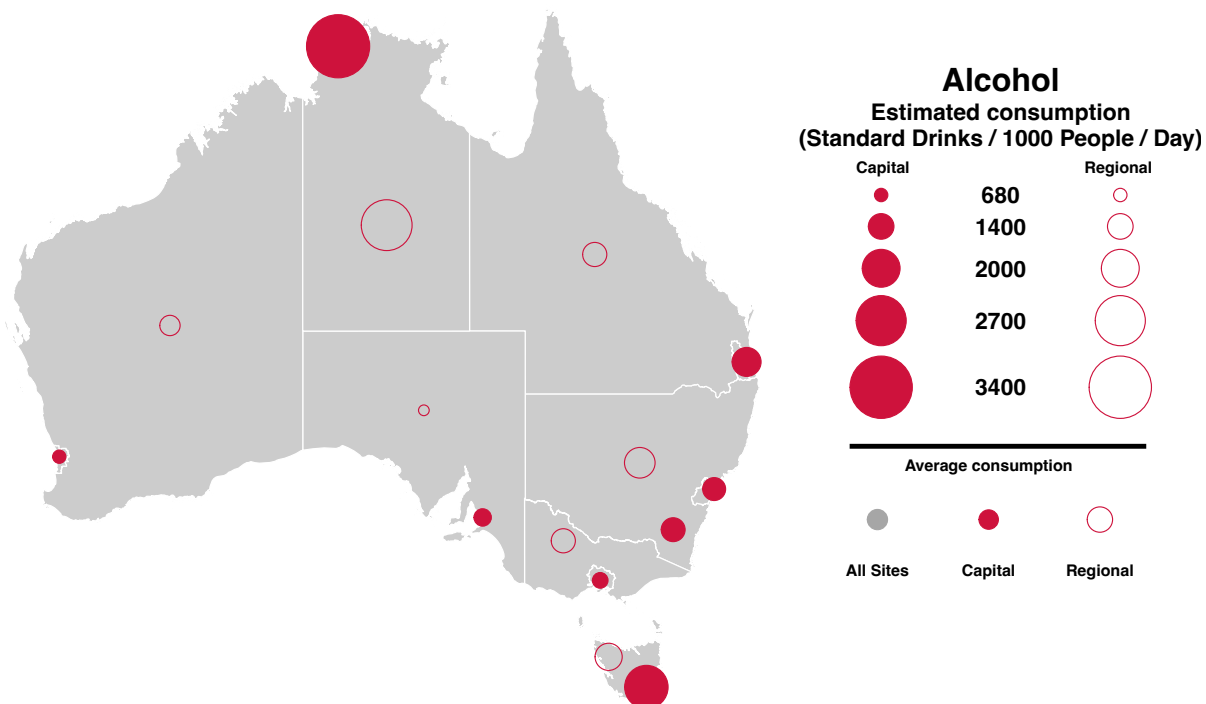 Alcohol
Estimated consumption
(Standard Drinks / 1000 People / Day)
Capital Regional
680
1400
2000
2700
3400
Average consumption
All Sites Capital Regional